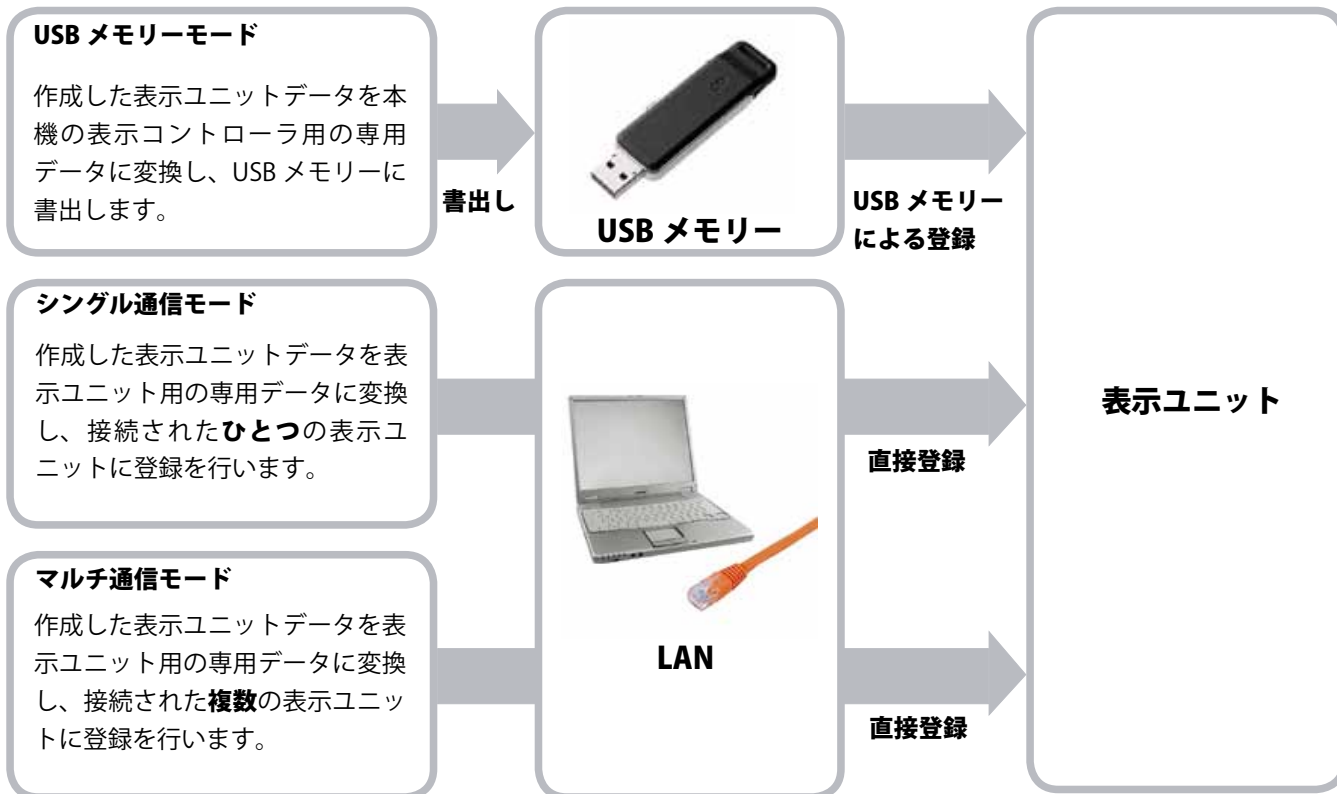 USB メモリーモード
作成した表示ユニットデータを本
機の表示コントローラ用の専用
データに変換し、USB メモリーに
書出します。
書出し
USB メモリー
USB メモリー
による登録
シングル通信モード
作成した表示ユニットデータを表
示ユニット用の専用データに変換
し、接続されたひとつの表示ユ
ニットに登録を行います。
直接登録
表示ユニット
マルチ通信モード
作成した表示ユニットデータを表
示ユニット用の専用データに変換
し、接続された複数の表示ユニッ
トに登録を行います。
LAN
直接登録